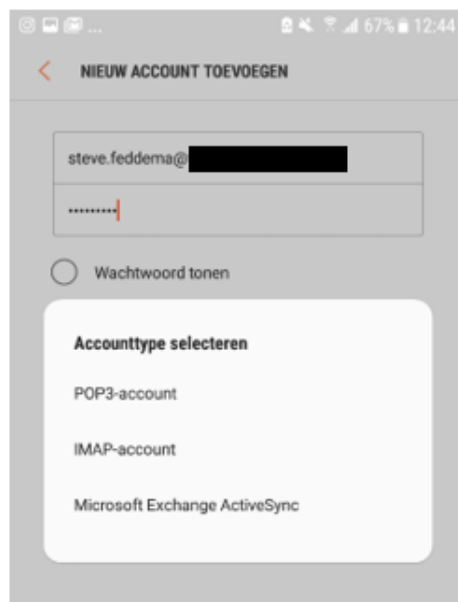 ... 67% 12:44
NIEUW ACCOUNT TOEVOEGEN
steve.feddema@
•••••••••
Wachtwoord tonen
Accounttype selecteren
POP3-account
IMAP-account
Microsoft Exchange ActiveSync